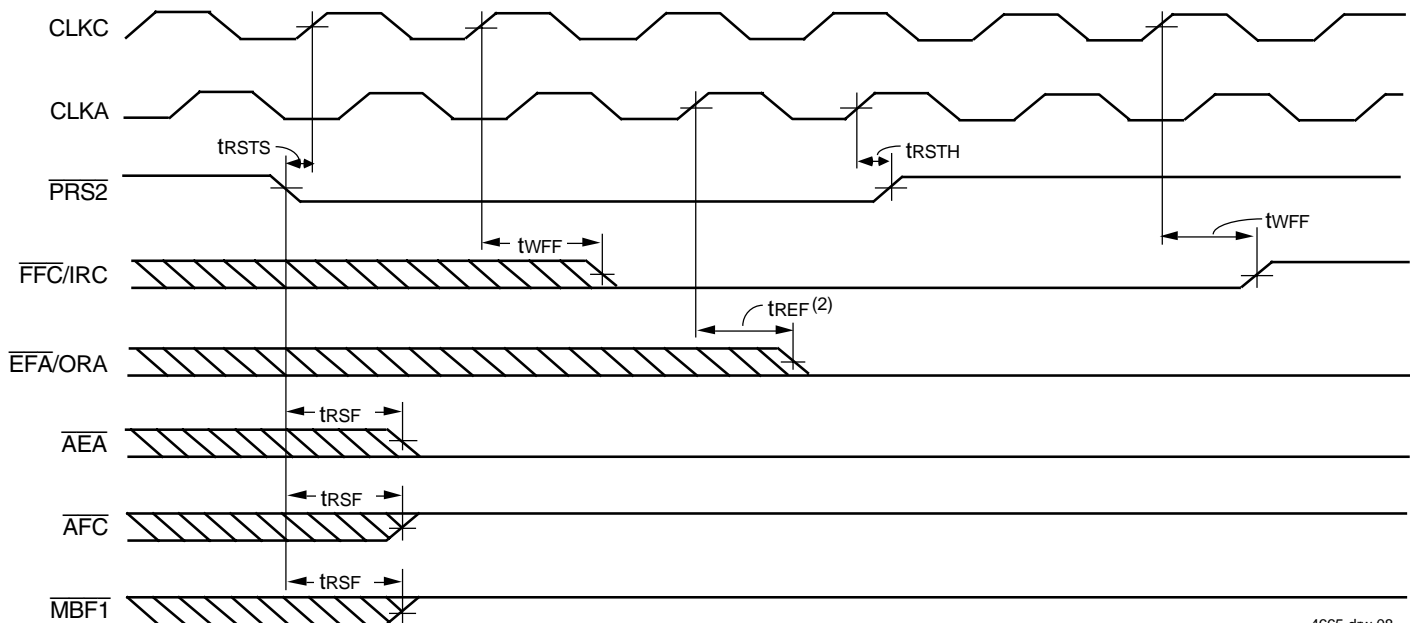 CLKC
CLKA
tRSTS
tRSTH
PRS2
tWFF
tWFF
FFC/IRC
tREF(2)
EFA/ORA
tRSF
AEA
tRSF
AFC
tRSF
MBF1